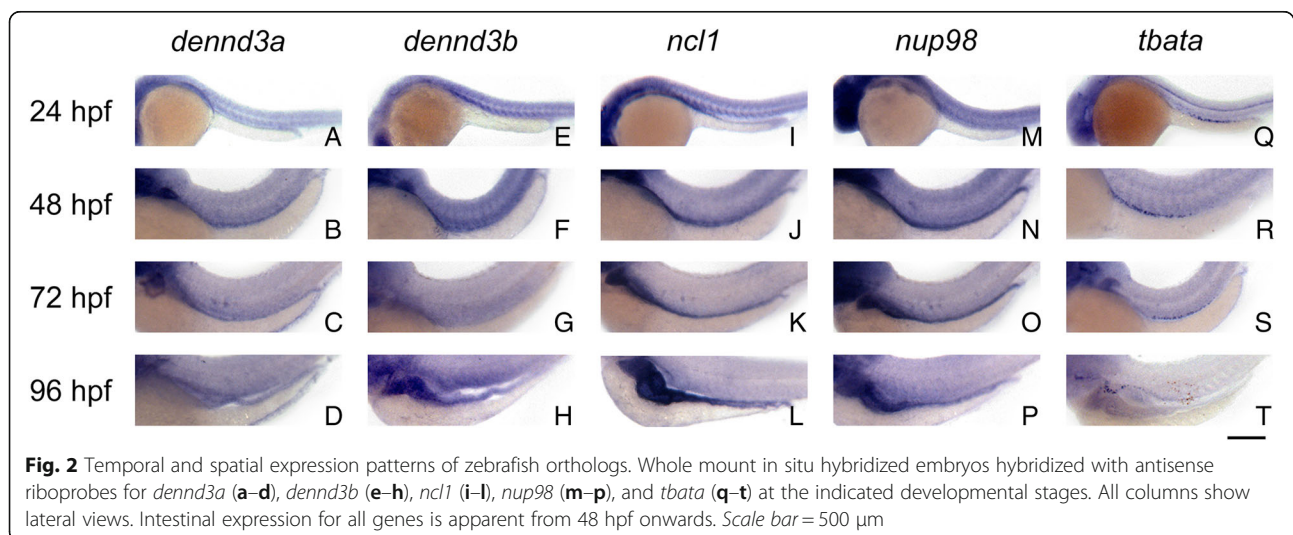 dennd3a dennd3b ncl1 nup98 tbata
24 hpf A E I M Q
48 hpf B F J N R
72 hpf C G K O S
96 hpf D H L P T
Fig. 2 Temporal and spatial expression patterns of zebrafish orthologs. Whole mount in situ hybridized embryos hybridized with antisense
riboprobes for dennd3a (a–d), dennd3b (e–h), ncl1 (i–l), nup98 (m–p), and tbata (q–t) at the indicated developmental stages. All columns show
lateral views. Intestinal expression for all genes is apparent from 48 hpf onwards. Scale bar = 500 μm